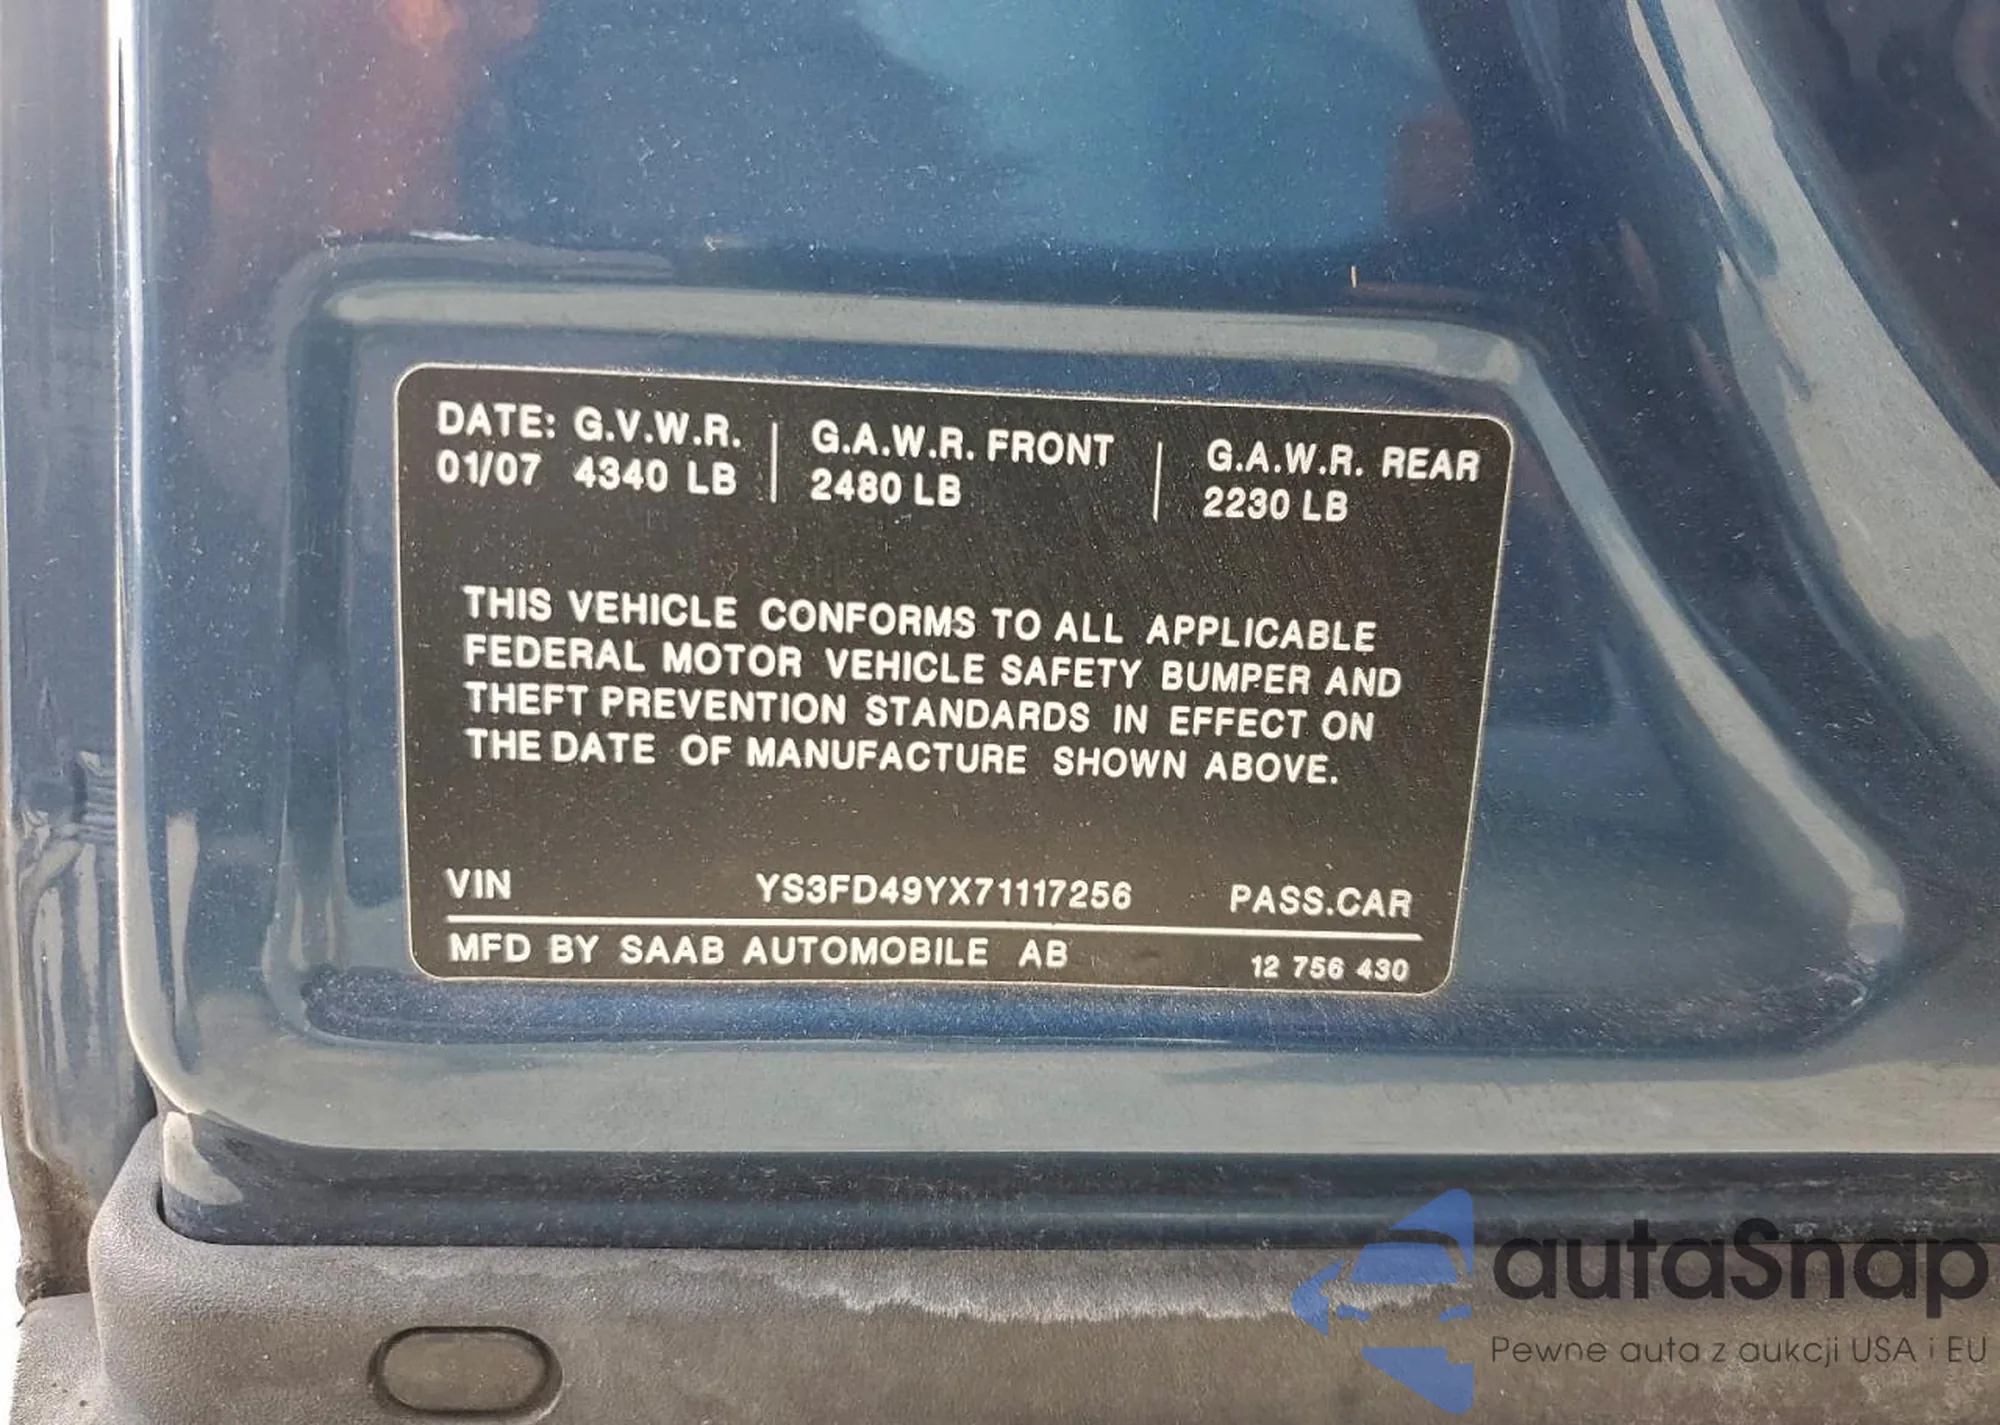 DATE: G.V.W.R. G.A.W.R. FRONT G.A.W.R. REAR
01/07 4340 LB 2480 LB 2230 LB
THIS VEHICLE CONFORMS TO ALL APPLICABLE
FEDERAL MOTOR VEHICLE SAFETY BUMPER AND
THEFT PREVENTION STANDARDS IN EFFECT ON
THE DATE OF MANUFACTURE SHOWN ABOVE.
VIN YS3FD49YX71117256 PASS.CAR
MFD BY SAAB AUTOMOBILE AB 12 756 430
autaSnap
Pewne auta z aukcji USA i EU